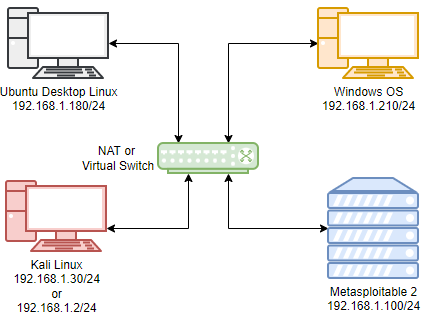 Ubuntu Desktop Linux
192.168.1.180/24
Windows OS
192.168.1.210/24
NAT or
Virtual Switch
Kali Linux
192.168.1.30/24
or
192.168.1.2/24
Metasploitable 2
192.168.1.100/24